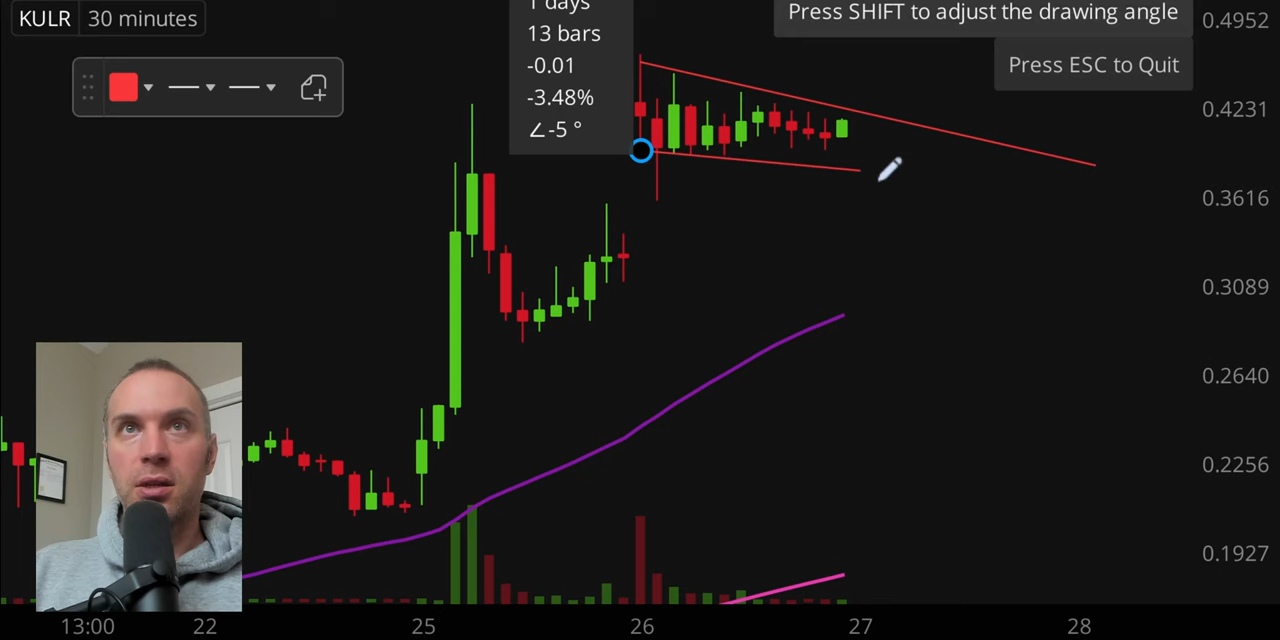 KULR 30 minutes
1 days
13 bars
-0.01
-3.48%
∠-5 °
Press SHIFT to adjust the drawing angle
Press ESC to Quit
0.4952
0.4231
0.3616
0.3089
0.2640
0.2256
0.1927
13:00 22 25 26 27 28